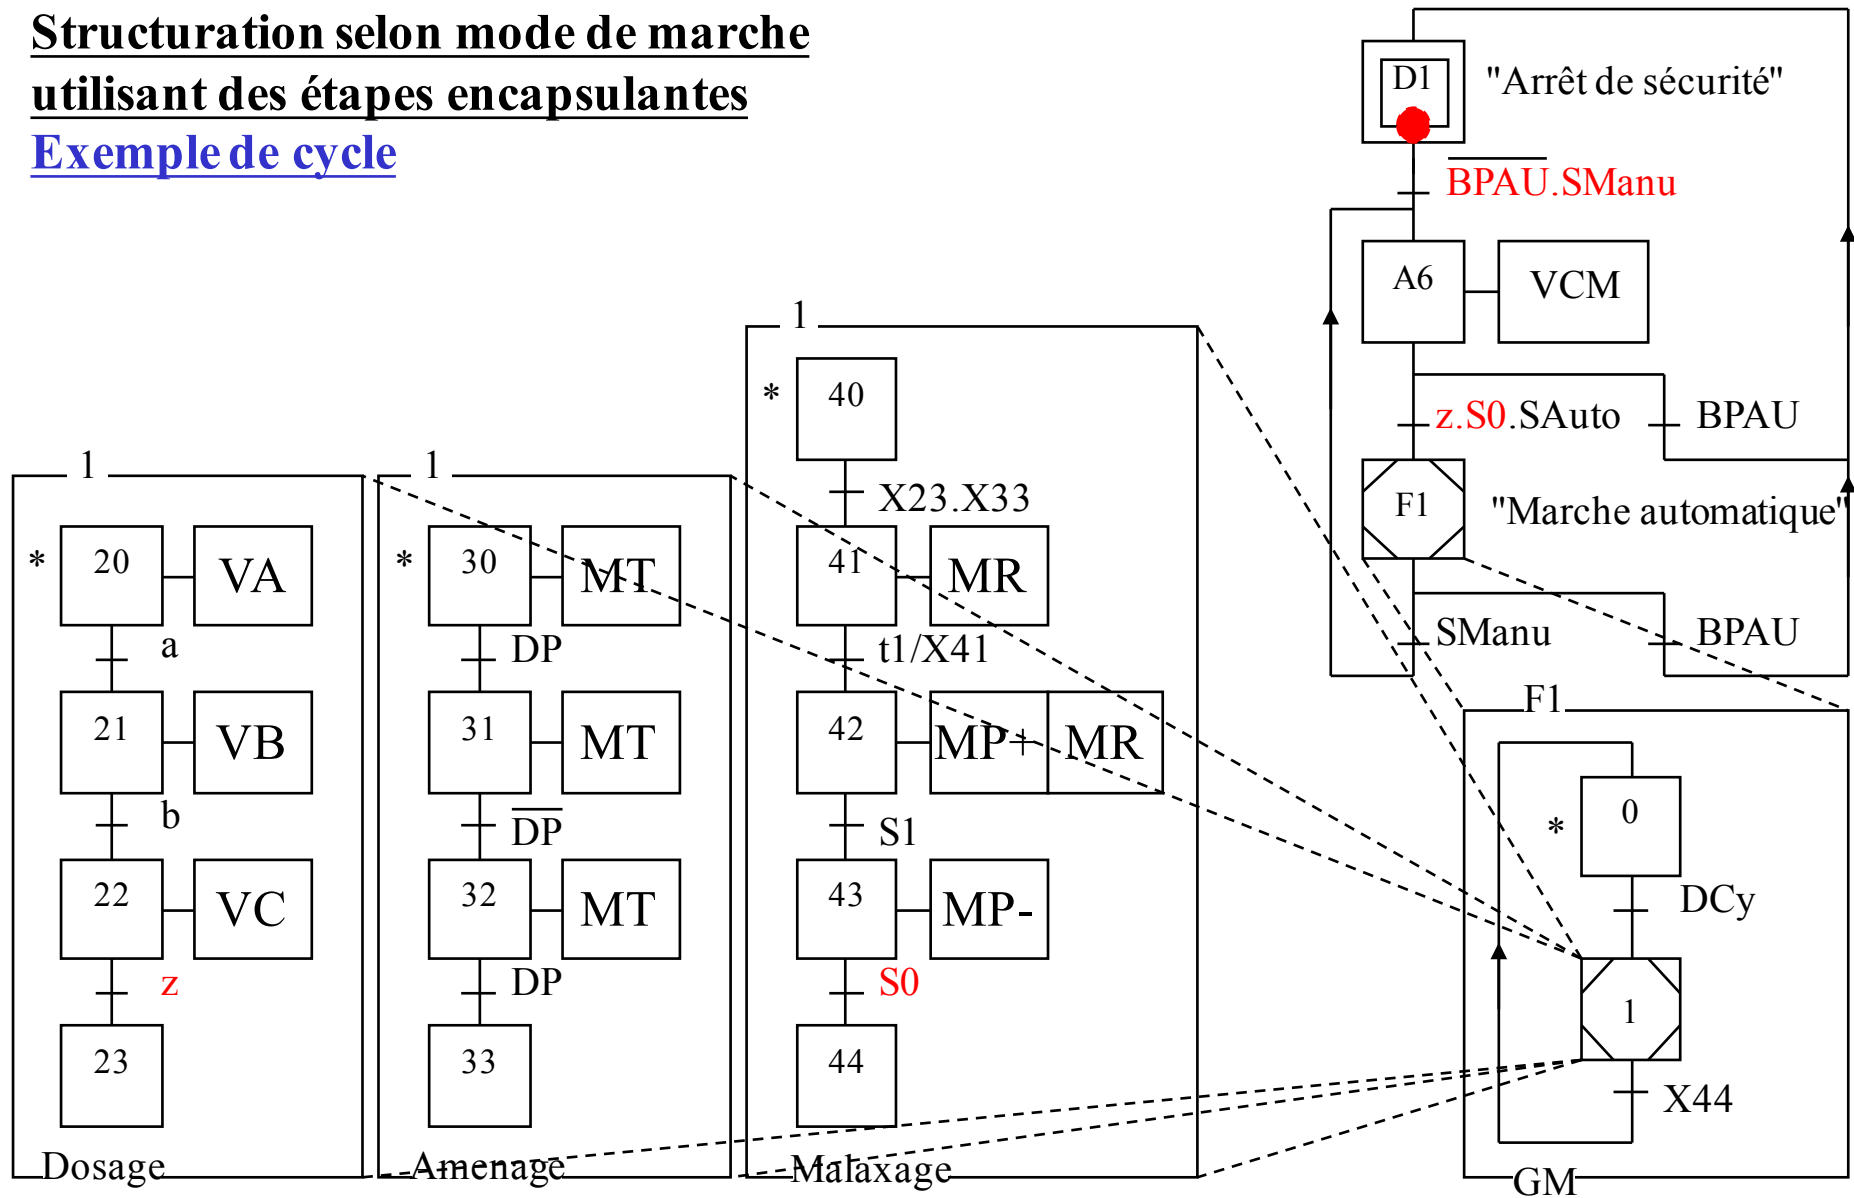 Structuration selon mode de marche
utilisant des étapes encapsulantes
Exemple de cycle
D1
"Arrêt de sécurité"
BPAU.SManu
A6
VCM
z.S0.SAuto
BPAU
F1
"Marche automatique"
SManu
BPAU
1
*
20
VA
a
21
VB
b
22
VC
z
23
Dosage
1
*
30
MT
DP
31
MT
DP
32
MT
DP
33
Amenage
1
*
40
X23.X33
41
MR
t1/X41
42
MP+
MR
S1
43
MP-
S0
44
Malaxage
F1
*
0
DCy
1
X44
GM